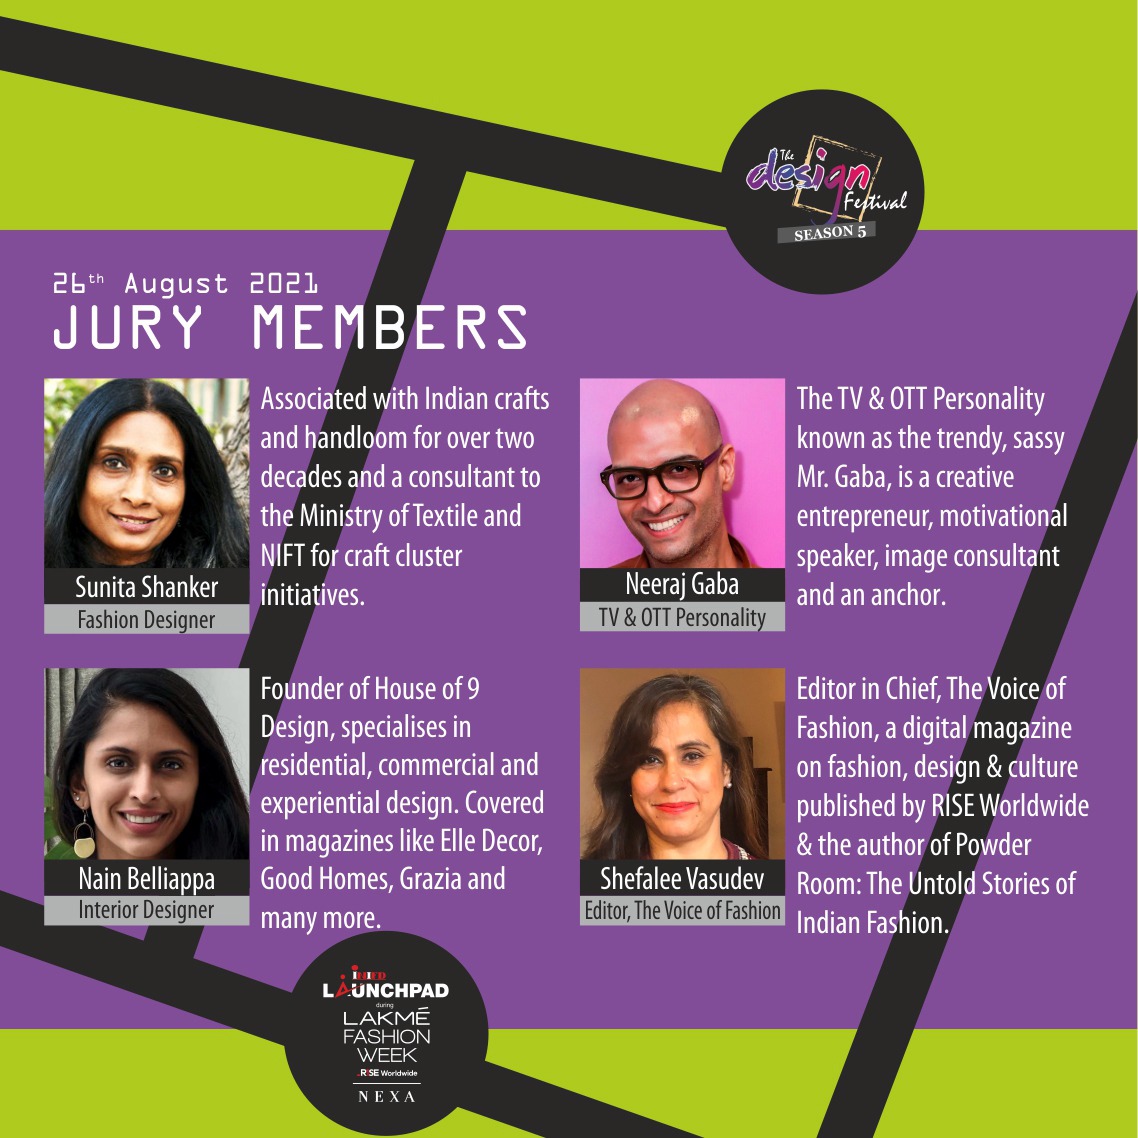 The
design
Festival
SEASON 5
26th August 2021
JURY MEMBERS
Associated with Indian crafts
and handloom for over two
decades and a consultant to
the Ministry of Textile and
NIFT for craft cluster
initiatives.
Sunita Shanker
Fashion Designer
The TV & OTT Personality
known as the trendy, sassy
Mr. Gaba, is a creative
entrepreneur, motivational
speaker, image consultant
and an anchor.
Neeraj Gaba
TV & OTT Personality
Founder of House of 9
Design, specialises in
residential, commercial and
experiential design. Covered
in magazines like Elle Decor,
Good Homes, Grazia and
many more.
Nain Belliappa
Interior Designer
Editor in Chief, The Voice of
Fashion, a digital magazine
on fashion, design & culture
published by RISE Worldwide
& the author of Powder
Room: The Untold Stories of
Indian Fashion.
Shefalee Vasudev
Editor, The Voice of Fashion
INIFD
LAUNCHPAD
during
LAKMÉ
FASHION
WEEK
RISE Worldwide
NEXA